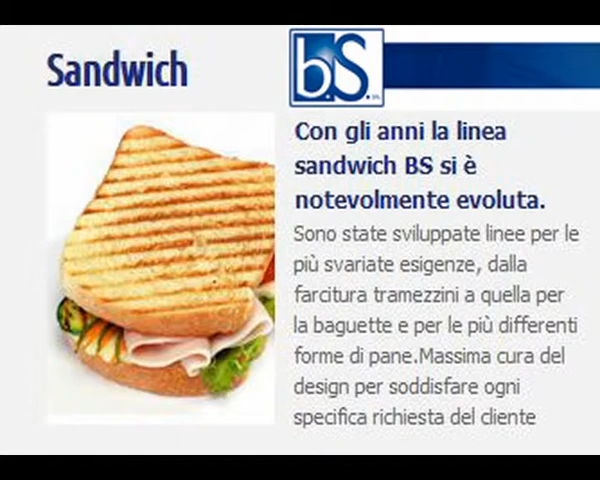 Sandwich
b.S.
Con gli anni la linea
sandwich BS si è
notevolmente evoluta.
Sono state sviluppate linee per le
più svariate esigenze, dalla
farcitura tramezzini a quella per
la baguette e per le più differenti
forme di pane.Massima cura del
design per soddisfare ogni
specifica richiesta del cliente